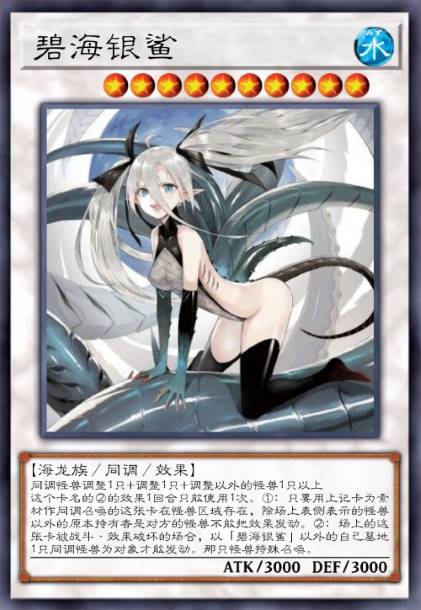 碧海银鲨
水
【海龙族/同调/效果】
同调怪兽调整1只+调整1只+调整以外的怪兽1只以上
这个卡名的②的效果1回合只能使用1次。①：只要用上记卡为素
材作同调召唤的这张卡在怪兽区域存在，除场上表侧表示的怪兽
以外的原本持有者是对方的怪兽不能把效果发动。②：场上的这
张卡被战斗·效果破坏的场合，以「碧海银鲨」以外的自己墓地
1只同调怪兽为对象才能发动。那只怪兽特殊召唤。
ATK/3000 DEF/3000